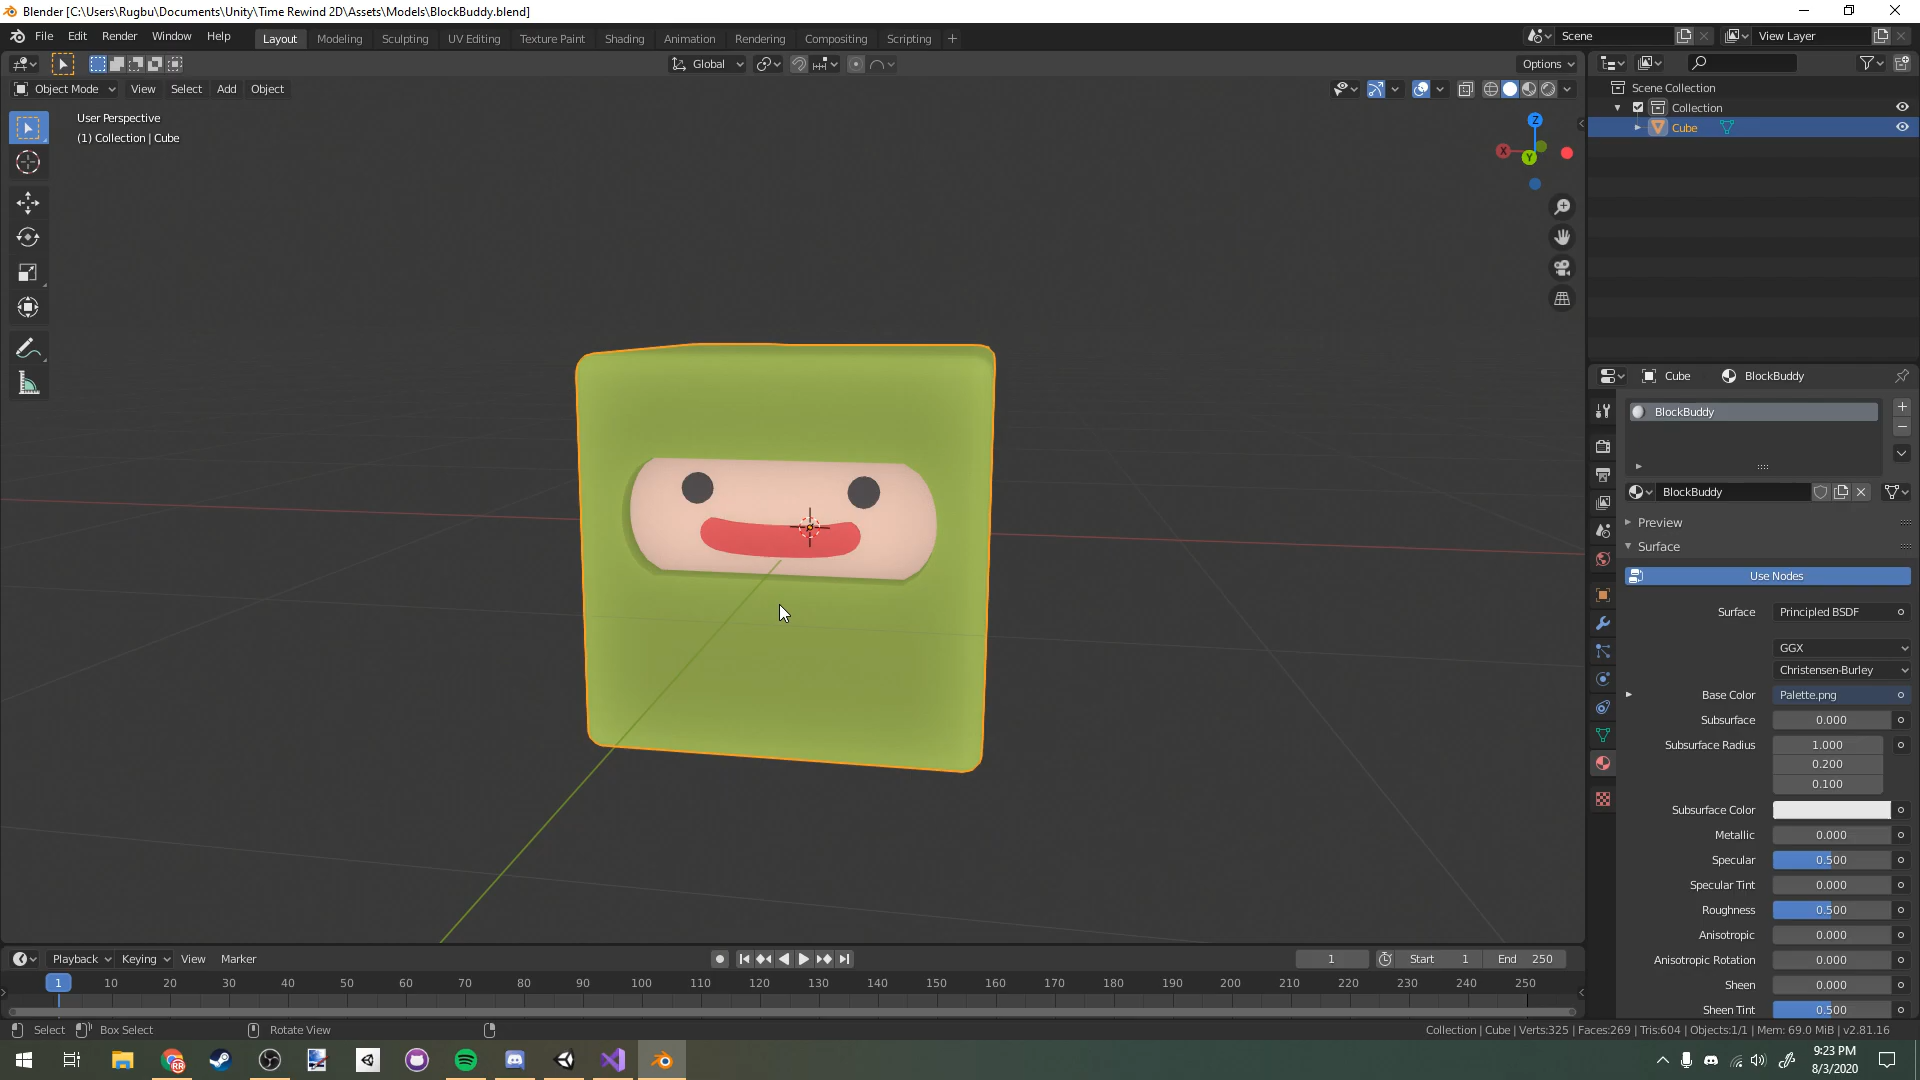 Blender [C:\Users\Rugbu\Documents\Unity\Time Rewind 2D\Assets\Models\BlockBuddy.blend]
File Edit Render Window Help Layout Modeling Sculpting UV Editing Texture Paint Shading Animation Rendering Compositing Scripting + Scene View Layer
Global Options
Object Mode View Select Add Object
User Perspective
(1) Collection | Cube
Z
X
Y
Scene Collection
Collection
Cube
Cube BlockBuddy
BlockBuddy
BlockBuddy
Preview
Surface
Use Nodes
Surface Principled BSDF
GGX
Christensen-Burley
Base Color Palette.png
Subsurface 0.000
Subsurface Radius 1.000
0.200
0.100
Subsurface Color
Metallic 0.000
Specular 0.500
Specular Tint 0.000
Roughness 0.500
Anisotropic 0.000
Anisotropic Rotation 0.000
Sheen 0.000
Sheen Tint 0.500
Playback Keying View Marker 1 Start 1 End 250
1 10 20 30 40 50 60 70 80 90 100 110 120 130 140 150 160 170 180 190 200 210 220 230 240 250
Select Box Select Rotate View Collection | Cube | Verts:325 | Faces:269 | Tris:604 | Objects:1/1 | Mem: 69.0 MiB | v2.81.16
9:23 PM
8/3/2020